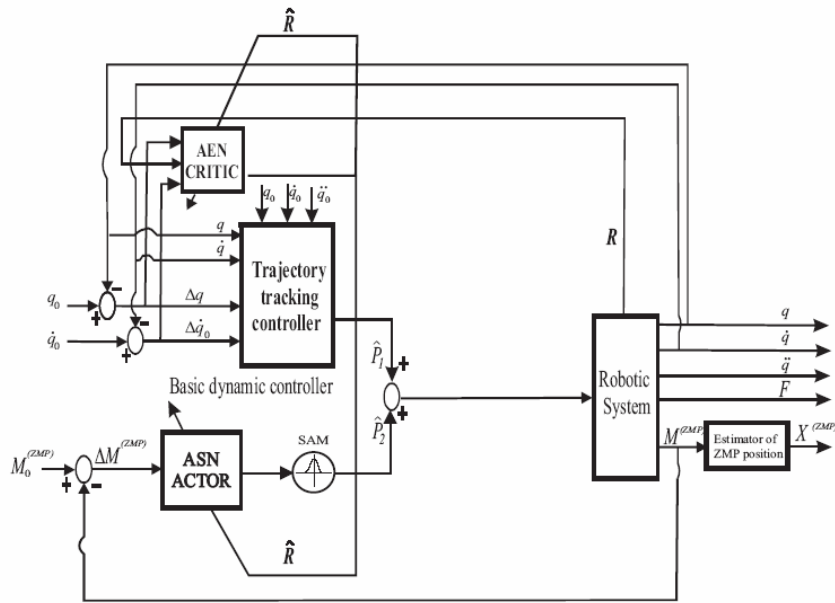 R̂
AEN
CRITIC
q₀ q̇₀ q̈₀
q
q̇
R
Trajectory
tracking
controller
q₀
Δq
q̇₀
Δq̇₀
q
q̇
q̈
F
P̂₁
Robotic
System
Basic dynamic controller
P̂₂
M₀⁽ᶻᴹᴾ⁾
ΔM⁽ᶻᴹᴾ⁾
ASN
ACTOR
SAM
M⁽ᶻᴹᴾ⁾
Estimator of
ZMP position
X⁽ᶻᴹᴾ⁾
R̂